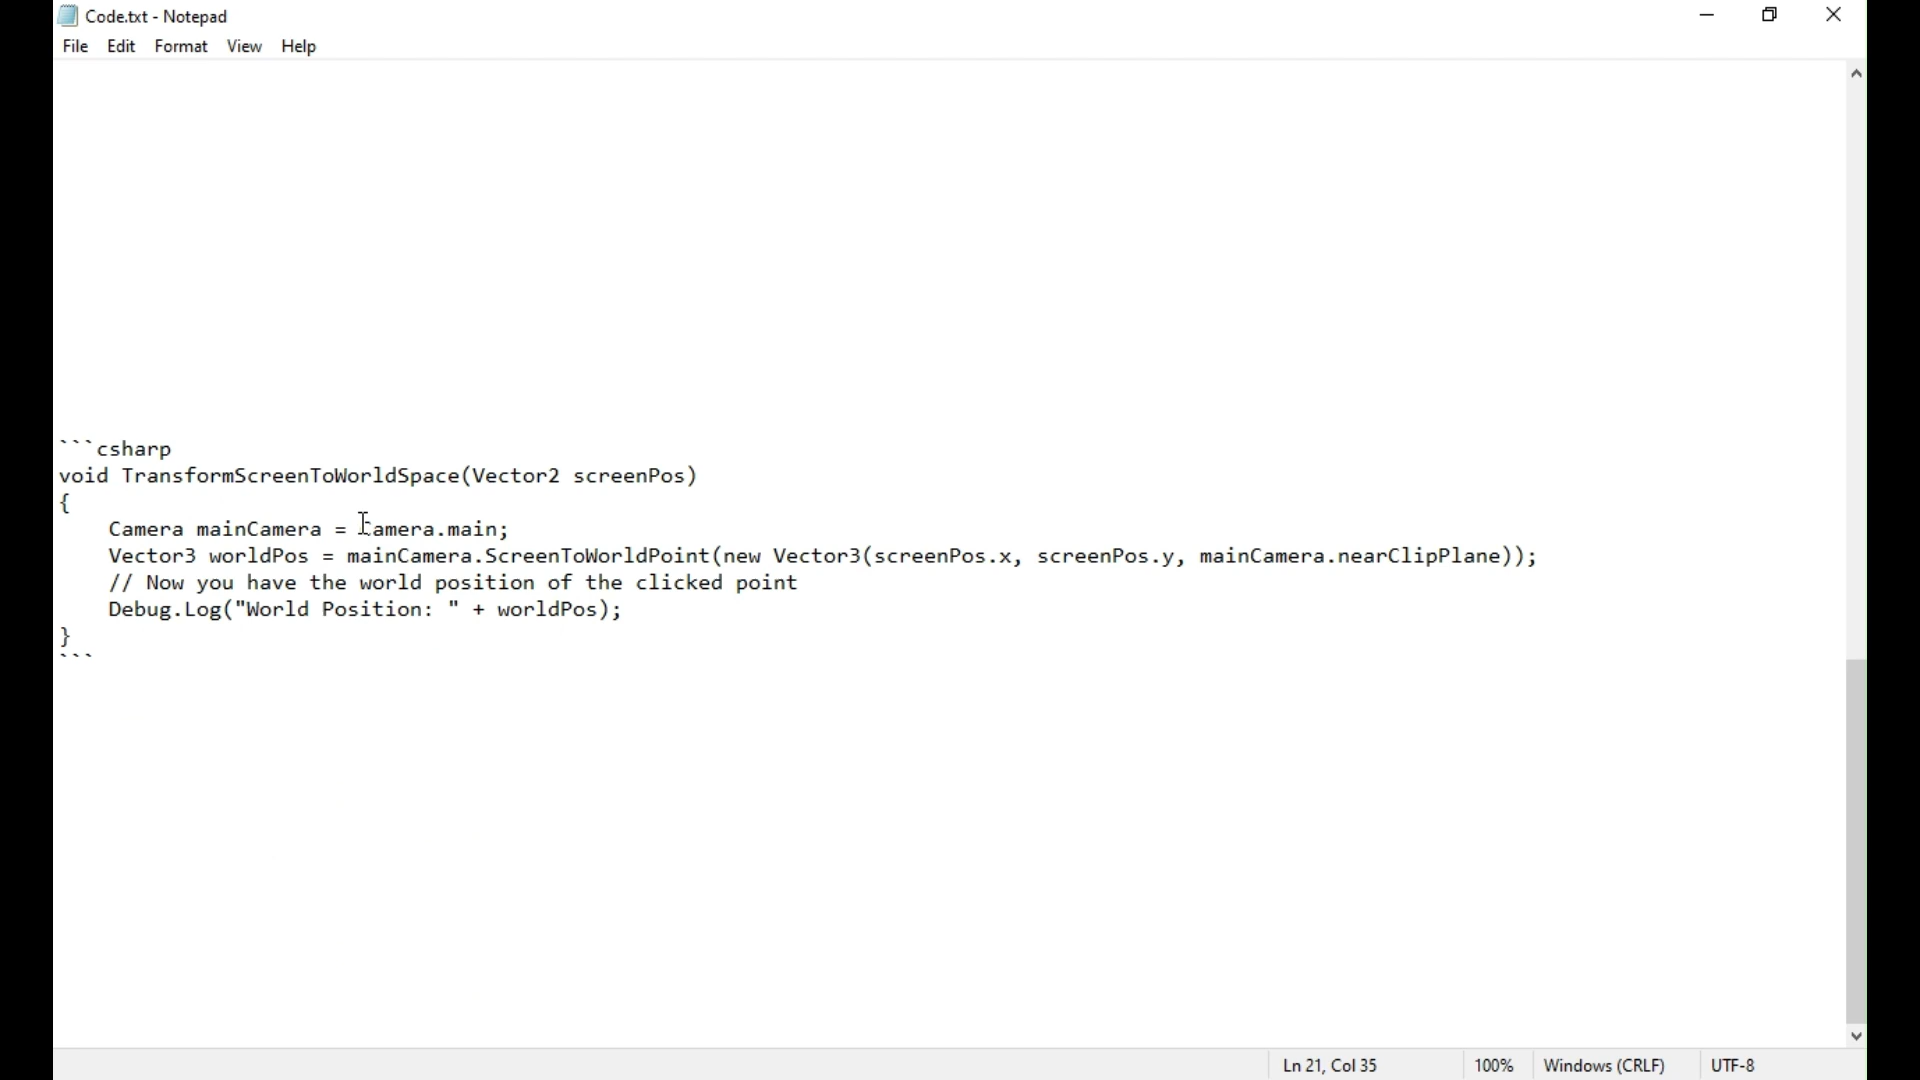 Code.txt - Notepad
File Edit Format View Help
```csharp
void TransformScreenToWorldSpace(Vector2 screenPos)
{
    Camera mainCamera = Camera.main;
    Vector3 worldPos = mainCamera.ScreenToWorldPoint(new Vector3(screenPos.x, screenPos.y, mainCamera.nearClipPlane));
    // Now you have the world position of the clicked point
    Debug.Log("World Position: " + worldPos);
}
```
Ln 21, Col 35 100% Windows (CRLF) UTF-8